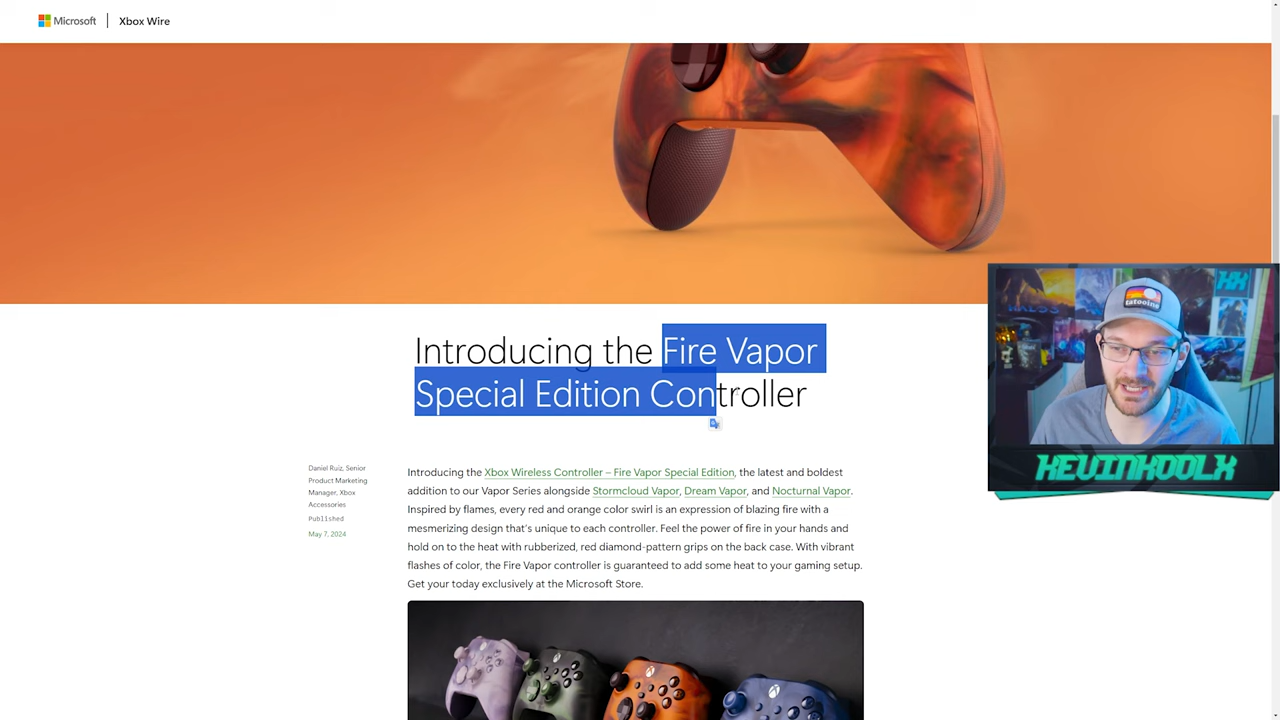 Microsoft
Xbox Wire
Introducing the Fire Vapor
Special Edition Controller
Daniel Ruiz, Senior
Product Marketing
Manager, Xbox
Accessories
Published
May 7, 2024
Introducing the Xbox Wireless Controller – Fire Vapor Special Edition, the latest and boldest
addition to our Vapor Series alongside Stormcloud Vapor, Dream Vapor, and Nocturnal Vapor.
Inspired by flames, every red and orange color swirl is an expression of blazing fire with a
mesmerizing design that's unique to each controller. Feel the power of fire in your hands and
hold on to the heat with rubberized, red diamond-pattern grips on the back case. With vibrant
flashes of color, the Fire Vapor controller is guaranteed to add some heat to your gaming setup.
Get your today exclusively at the Microsoft Store.
tatooine
KEVINKOOLX